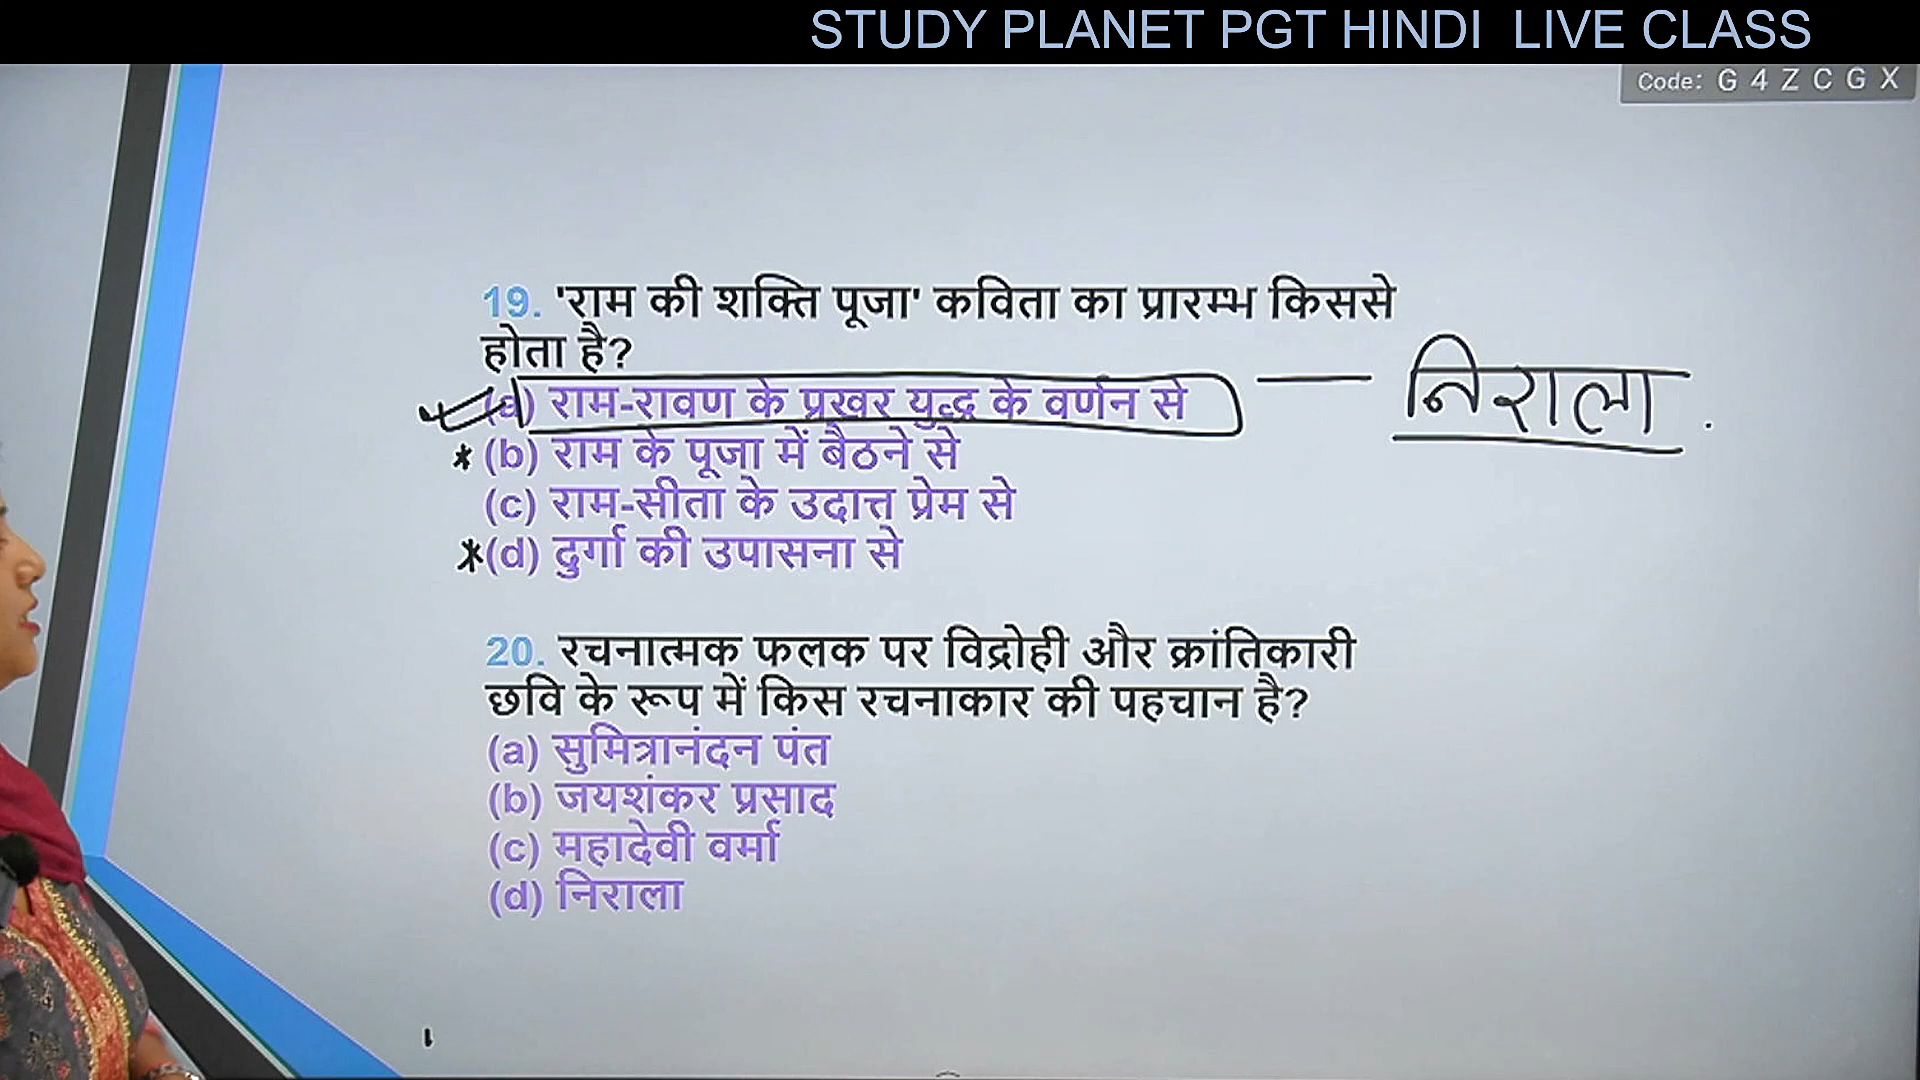 STUDY PLANET PGT HINDI LIVE CLASS
Code: G 4 Z C G X
19. 'राम की शक्ति पूजा' कविता का प्रारम्भ किससे
होता है?
(a) राम-रावण के प्रखर युद्ध के वर्णन से — निराला.
(b) राम के पूजा में बैठने से
(c) राम-सीता के उदात्त प्रेम से
(d) दुर्गा की उपासना से
20. रचनात्मक फलक पर विद्रोही और क्रांतिकारी
छवि के रूप में किस रचनाकार की पहचान है?
(a) सुमित्रानंदन पंत
(b) जयशंकर प्रसाद
(c) महादेवी वर्मा
(d) निराला